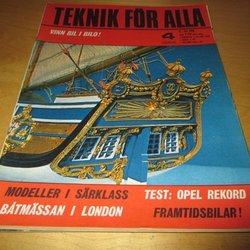 TEKNIK FÖR ALLA
VINN BIL I BILD!
4
MODELLER I SÄRKLASS
TEST: OPEL REKORD
BÅTMÄSSAN I LONDON
FRAMTIDSBILAR!